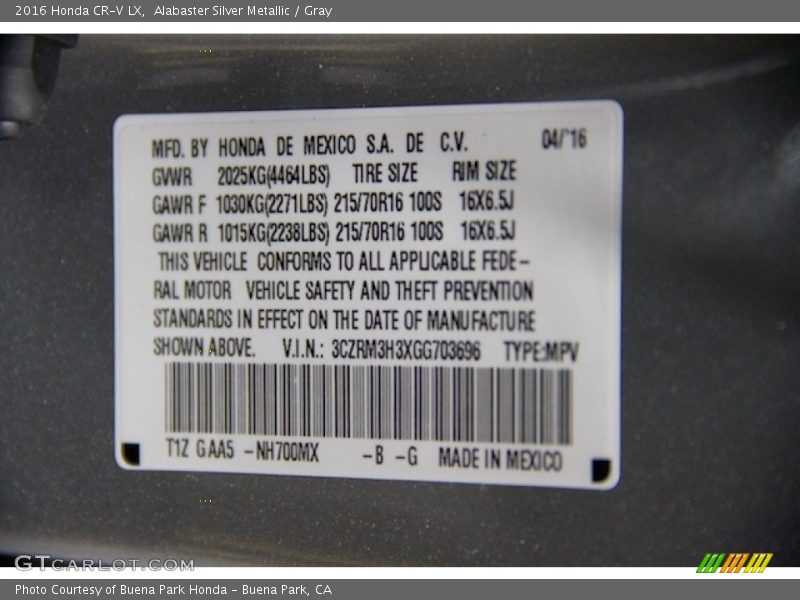 2016 Honda CR-V LX,  Alabaster Silver Metallic / Gray
MFD. BY HONDA DE MEXICO S.A. DE C.V. 04/'16
GVWR 2025KG(4464LBS) TIRE SIZE RIM SIZE
GAWR F 1030KG(2271LBS) 215/70R16 100S 16X6.5J
GAWR R 1015KG(2238LBS) 215/70R16 100S 16X6.5J
THIS VEHICLE CONFORMS TO ALL APPLICABLE FEDE-
RAL MOTOR VEHICLE SAFETY AND THEFT PREVENTION
STANDARDS IN EFFECT ON THE DATE OF MANUFACTURE
SHOWN ABOVE. V.I.N.: 3CZRM3H3XGG703696 TYPE:MPV
T1Z GAA5 -NH700MX -B -G MADE IN MEXICO
GTcarlot.com
Photo Courtesy of Buena Park Honda - Buena Park, CA